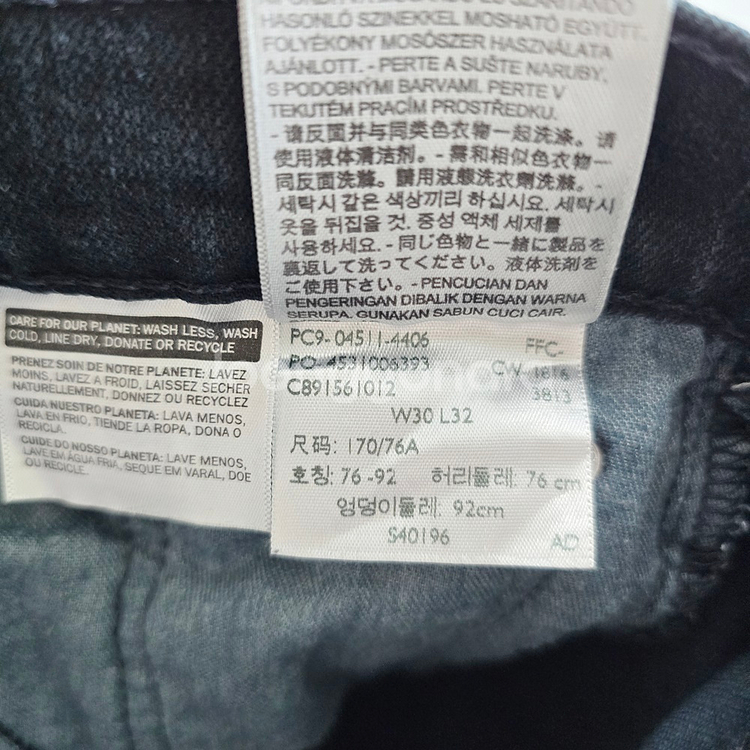 HASONLÓ SZINEKKEL MOSHATÓ EGYÜTT.
FOLYÉKONY MOSÓSZER HASZNÁLATA
AJÁNLOTT. - PERTE A SUŠTE NARUBY,
S PODOBNÝMI BARVAMI. PERTE V
TEKUTÉM PRACÍM PROSTŘEDKU.
- 请反面并与同类色衣物一起洗涤。请
使用液体清洁剂。- 需和相似色衣物一
同反面洗滌。請用液態洗衣劑洗滌。-
세탁시 같은 색상끼리 하십시요. 세탁시
옷을 뒤집을 것. 중성 액체 세제를
사용하세요. - 同じ色物と一緒に製品を
裏返して洗ってください。液体洗剤を
ご使用下さい。- PENCUCIAN DAN
PENGERINGAN DIBALIK DENGAN WARNA
SERUPA. GUNAKAN SABUN CUCI CAIR.
CARE FOR OUR PLANET: WASH LESS, WASH
COLD, LINE DRY, DONATE OR RECYCLE
PRENEZ SOIN DE NOTRE PLANETE: LAVEZ
MOINS, LAVEZ A FROID, LAISSEZ SECHER
NATURELLEMENT, DONNEZ OU RECYCLEZ
CUIDA NUESTRO PLANETA: LAVA MENOS,
LAVA EN FRIO, TIENDE LA ROPA, DONA O
RECICLA.
CUIDE DO NOSSO PLANETA: LAVE MENOS,
LAVE EM ÁGUA FRIA, SEQUE EM VARAL, DOE
OU RECICLE.
PC9- 04511-4406 FFC-
PO- 4531006393 CW 1816
C891561012 3813
W30 L32
尺码: 170/76A
호칭: 76 -92 허리둘레: 76 cm
엉덩이둘레: 92cm
S40196 AD